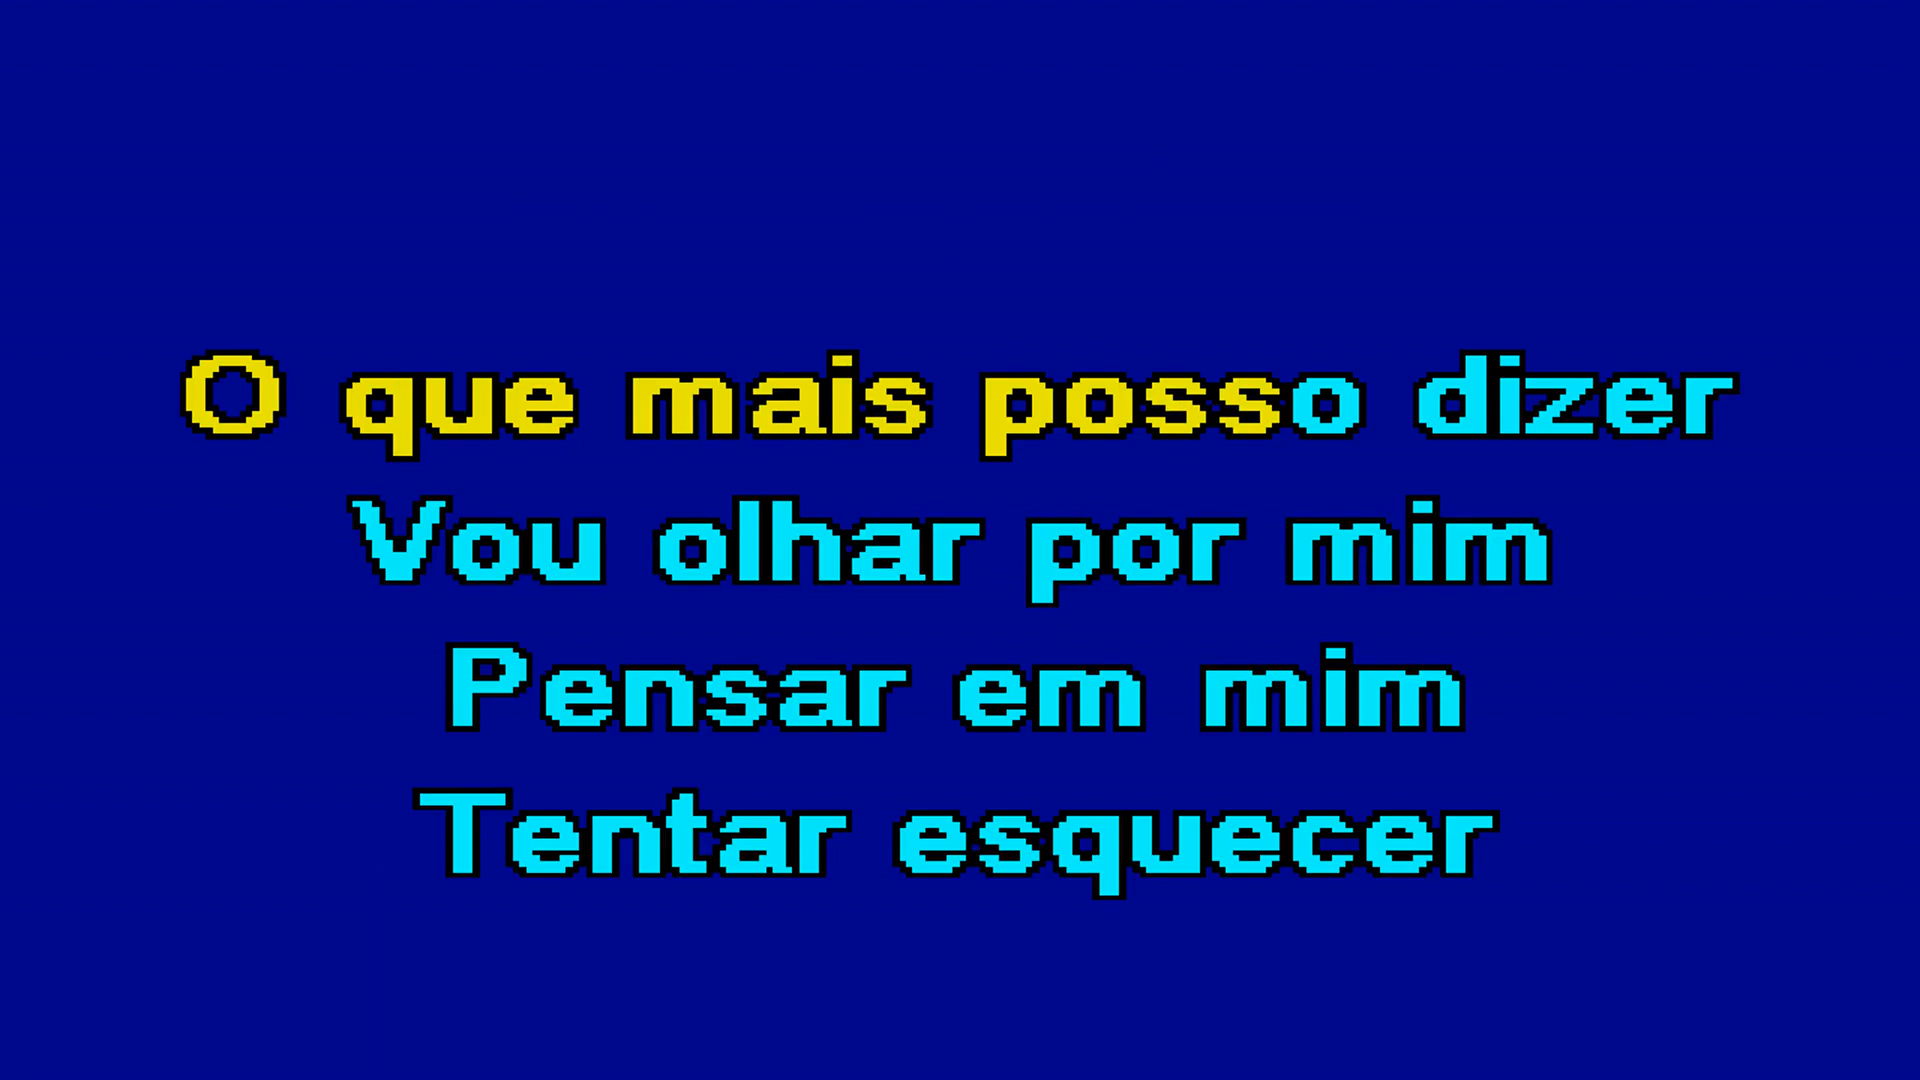 O que mais posso dizer
Vou olhar por mim
Pensar em mim
Tentar esquecer